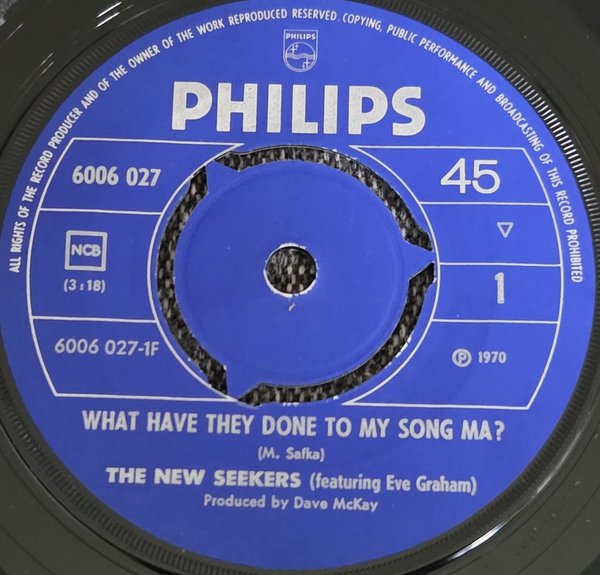 ALL RIGHTS OF THE RECORD PRODUCER AND OF THE OWNER OF THE WORK REPRODUCED RESERVED. COPYING, PUBLIC PERFORMANCE AND BROADCASTING OF THIS RECORD PROHIBITED
PHILIPS
PHILIPS
6006 027
45
NCB
(3:18)
1
6006 027-1F
℗ 1970
WHAT HAVE THEY DONE TO MY SONG MA?
(M. Safka)
THE NEW SEEKERS (featuring Eve Graham)
Produced by Dave McKay